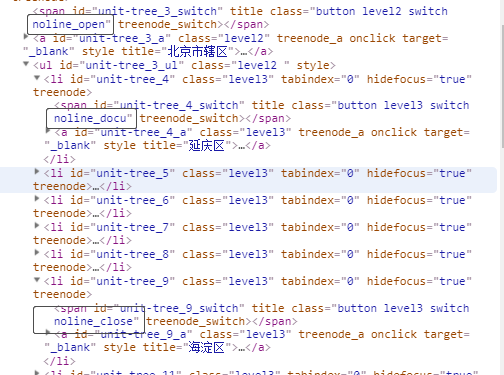 <span id="unit-tree_3_switch" title class="button level2 switch
noline_open" treenode_switch></span>
<a id="unit-tree_3_a" class="level2" treenode_a onclick target=
"_blank" style title="北京市辖区">…</a>
<ul id="unit-tree_3_ul" class="level2 " style>
<li id="unit-tree_4" class="level3" tabindex="0" hidefocus="true"
treenode>
<span id="unit-tree_4_switch" title class="button level3 switch
noline_docu" treenode_switch></span>
<a id="unit-tree_4_a" class="level3" treenode_a onclick target=
"_blank" style title="延庆区">…</a>
</li>
<li id="unit-tree_5" class="level3" tabindex="0" hidefocus="true"
treenode>…</li>
<li id="unit-tree_6" class="level3" tabindex="0" hidefocus="true"
treenode>…</li>
<li id="unit-tree_7" class="level3" tabindex="0" hidefocus="true"
treenode>…</li>
<li id="unit-tree_8" class="level3" tabindex="0" hidefocus="true"
treenode>…</li>
<li id="unit-tree_9" class="level3" tabindex="0" hidefocus="true"
treenode>
<span id="unit-tree_9_switch" title class="button level3 switch
noline_close" treenode_switch></span>
<a id="unit-tree_9_a" class="level3" treenode_a onclick target=
"_blank" style title="海淀区">…</a>
</li>
<li id="unit-tree_11" class="level3" tabindex="0" hidefocus="true"